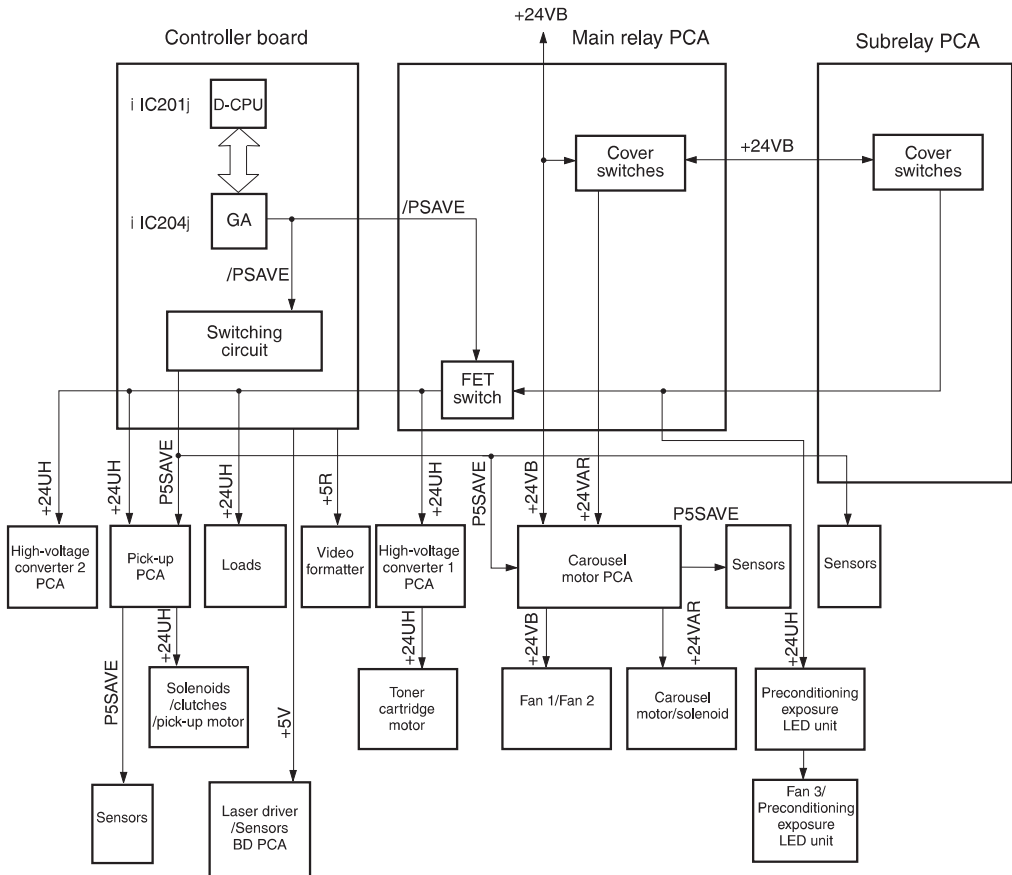 +24VB
Controller board
Main relay PCA
Subrelay PCA
i IC201j
D-CPU
Cover
switches
+24VB
Cover
switches
i IC204j
GA
/PSAVE
/PSAVE
Switching
circuit
FET
switch
+24UH
+24UH
P5SAVE
+24UH
+5R
+24UH
P5SAVE
+24VB
+24VAR
P5SAVE
High-voltage
converter 2
PCA
Pick-up
PCA
Loads
Video
formatter
High-voltage
converter 1
PCA
Carousel
motor PCA
Sensors
Sensors
P5SAVE
+24UH
+5V
+24UH
+24VB
+24VAR
+24UH
Solenoids
/clutches
/pick-up motor
Toner
cartridge
motor
Fan 1/Fan 2
Carousel
motor/solenoid
Preconditioning
exposure
LED unit
Sensors
Laser driver
/Sensors
BD PCA
Fan 3/
Preconditioning
exposure
LED unit